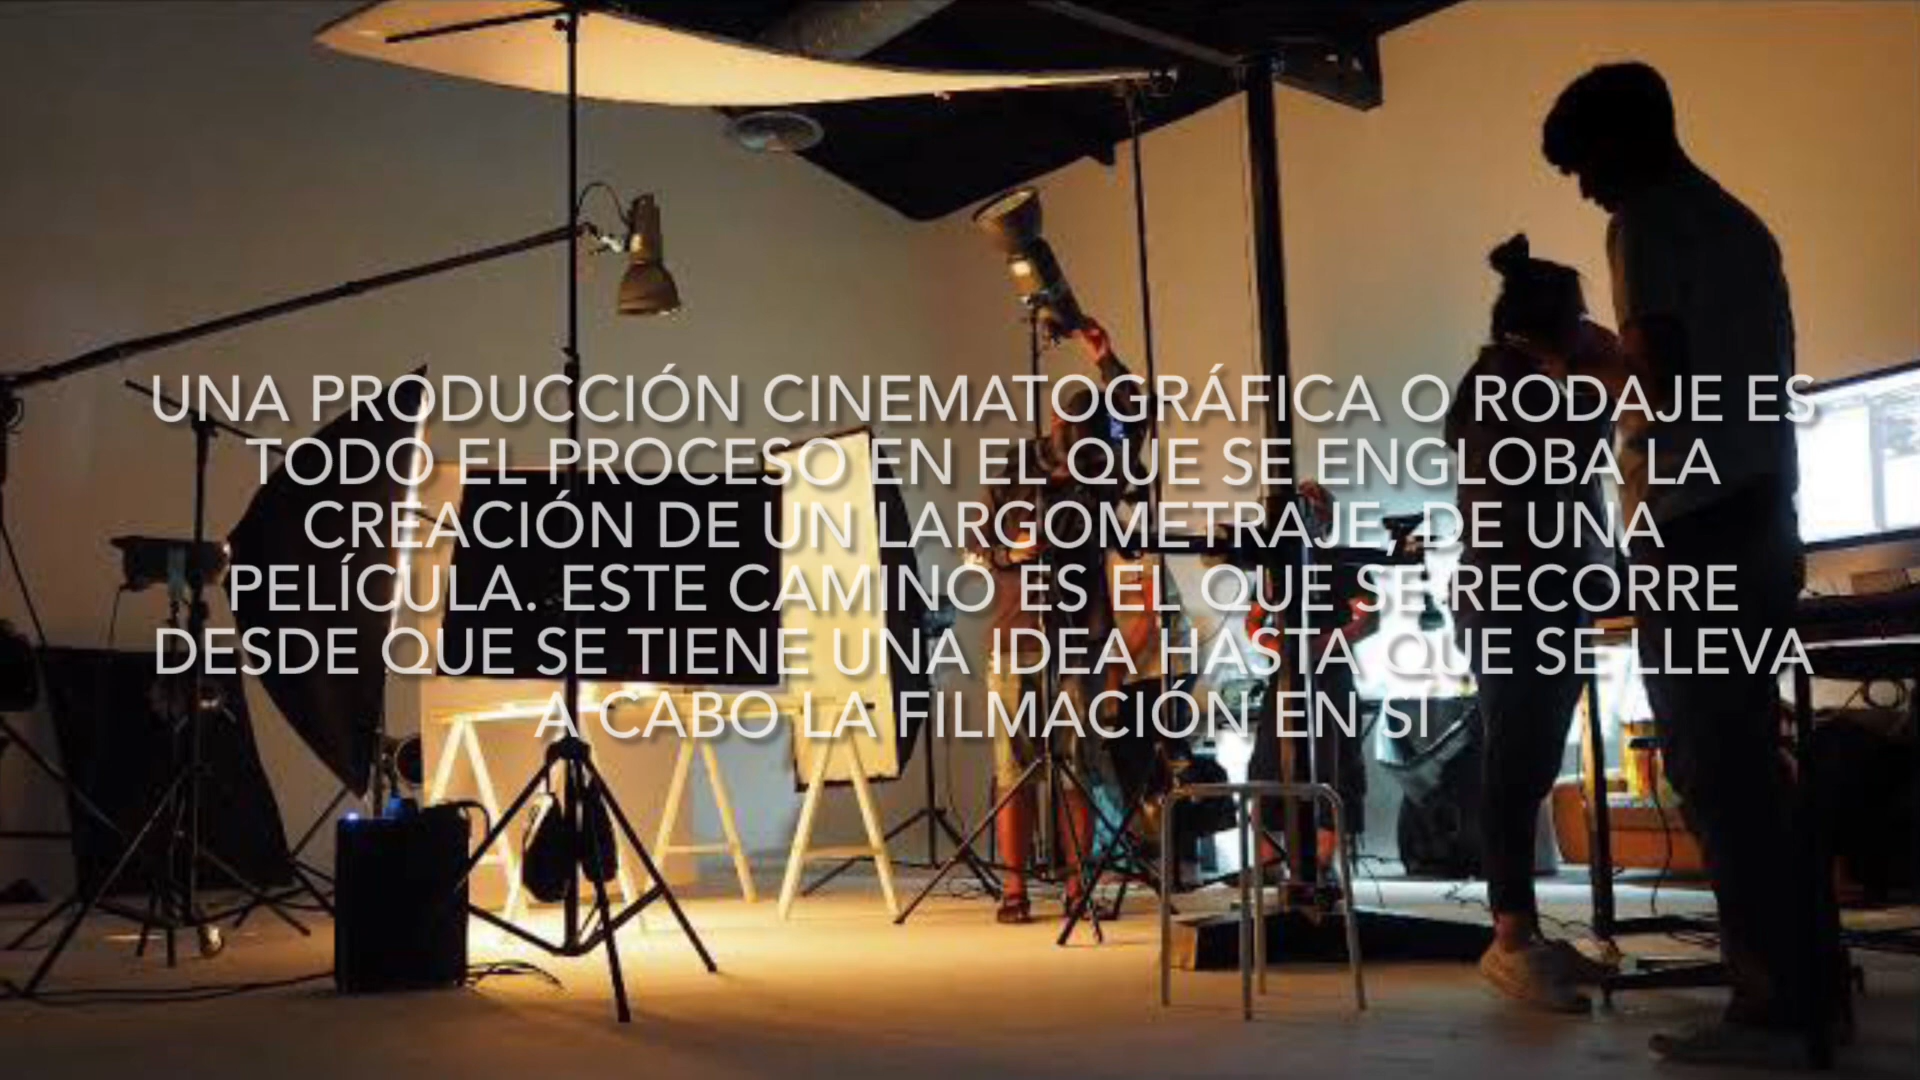 UNA PRODUCCIÓN CINEMATOGRÁFICA O RODAJE ES
TODO EL PROCESO EN EL QUE SE ENGLOBA LA
CREACIÓN DE UN LARGOMETRAJE, DE UNA
PELÍCULA. ESTE CAMINO ES EL QUE SE RECORRE
DESDE QUE SE TIENE UNA IDEA HASTA QUE SE LLEVA
A CABO LA FILMACIÓN EN SÍ